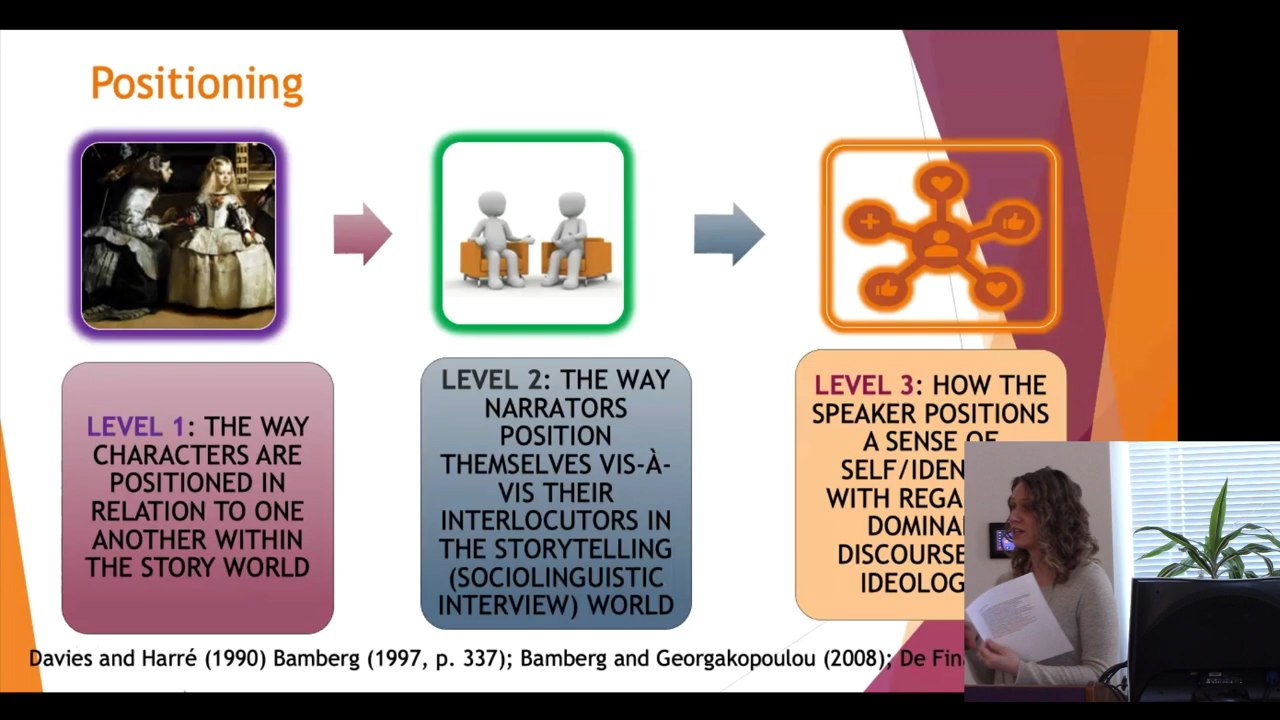 Positioning
LEVEL 1: THE WAY
CHARACTERS ARE
POSITIONED IN
RELATION TO ONE
ANOTHER WITHIN
THE STORY WORLD
LEVEL 2: THE WAY
NARRATORS
POSITION
THEMSELVES VIS-À-
VIS THEIR
INTERLOCUTORS IN
THE STORYTELLING
(SOCIOLINGUISTIC
INTERVIEW) WORLD
LEVEL 3: HOW THE
SPEAKER POSITIONS
A SENSE OF
SELF/IDEN
WITH REGA
DOMINA
DISCOURSE
IDEOLOG
Davies and Harré (1990) Bamberg (1997, p. 337); Bamberg and Georgakopoulou (2008); De Fin